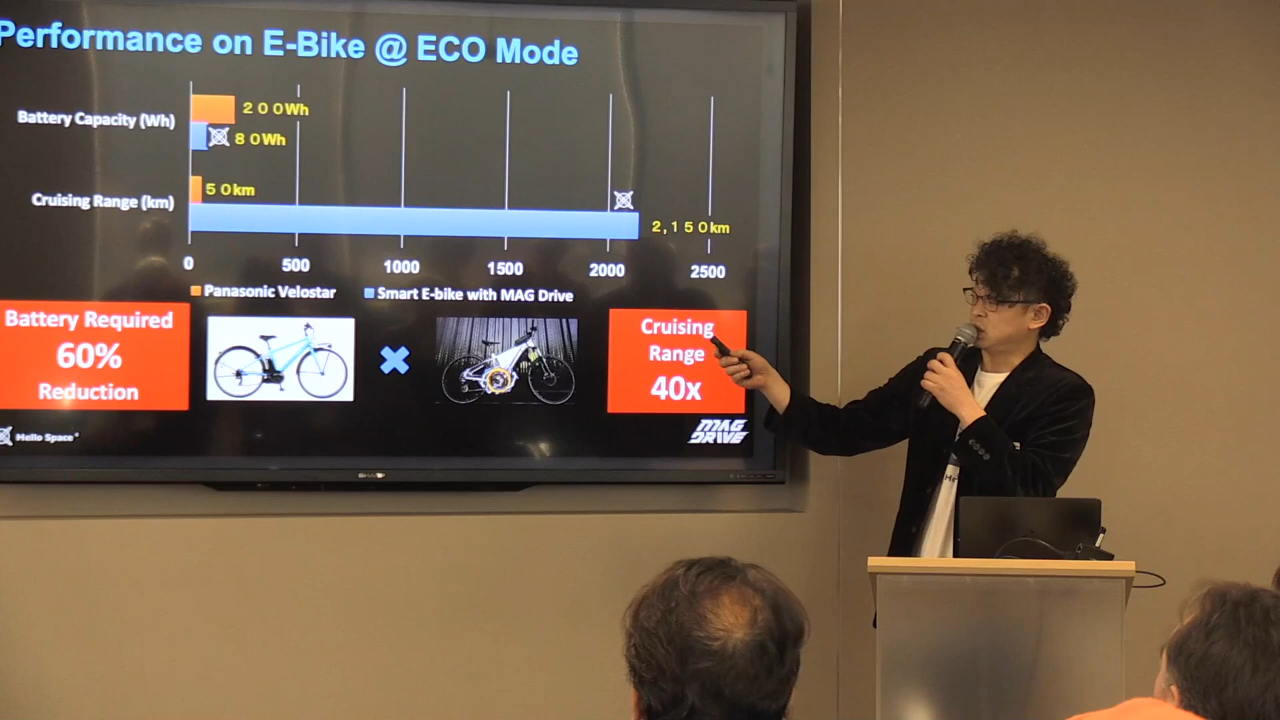 Performance on E-Bike @ ECO Mode
Battery Capacity (Wh)
200Wh
80Wh
Cruising Range (km)
50km
2,150km
0 500 1000 1500 2000 2500
Panasonic Velostar Smart E-bike with MAG Drive
Battery Required
60%
Reduction
Cruising
Range
40x
Hello Space
MAG
DRIVE
SHARP